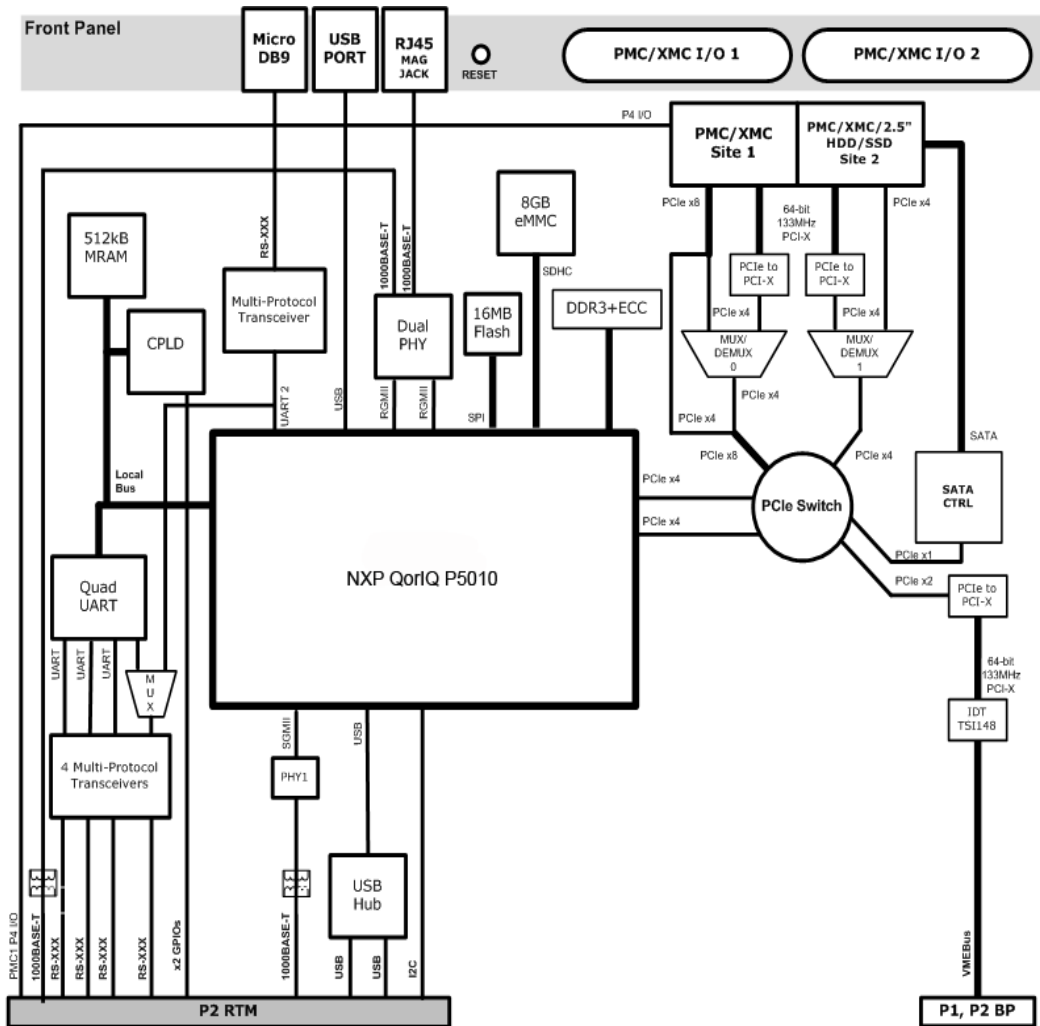 Front Panel
Micro
DB9
USB
PORT
RJ45
MAG
JACK
RESET
PMC/XMC I/O 1
PMC/XMC I/O 2
P4 I/O
PMC/XMC
Site 1
PMC/XMC/2.5"
HDD/SSD
Site 2
PCIe x8
64-bit
133MHz
PCI-X
PCIe x4
512kB
MRAM
RS-XXX
1000BASE-T
1000BASE-T
8GB
eMMC
SDHC
PCIe to
PCI-X
PCIe to
PCI-X
CPLD
Multi-Protocol
Transceiver
Dual
PHY
16MB
Flash
DDR3+ECC
PCIe x4
PCIe x4
MUX/
DEMUX
0
MUX/
DEMUX
1
UART 2
USB
RGMII
RGMII
SPI
PCIe x4
PCIe x4
PCIe x8
PCIe x4
SATA
Local
Bus
PCIe x4
PCIe x4
PCIe Switch
SATA
CTRL
PCIe x1
PCIe x2
PCIe to
PCI-X
NXP QorIQ P5010
Quad
UART
UART
UART
UART
M
U
X
64-bit
133MHz
PCI-X
IDT
TSI148
SGMII
USB
4 Multi-Protocol
Transceivers
PHY1
USB
Hub
PMC1 P4 I/O
1000BASE-T
RS-XXX
RS-XXX
RS-XXX
RS-XXX
x2 GPIOs
1000BASE-T
USB
USB
I2C
VMEBus
P2 RTM
P1, P2 BP